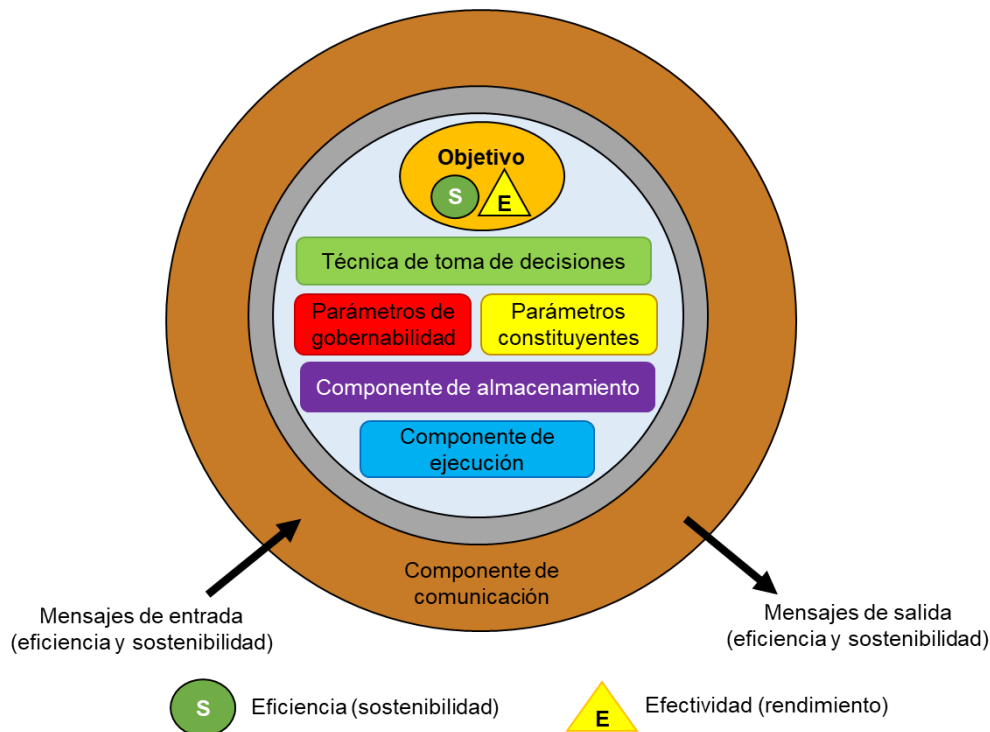 Objetivo
S
E
Técnica de toma de decisiones
Parámetros de
gobernabilidad
Parámetros
constituyentes
Componente de almacenamiento
Componente de
ejecución
Componente de
comunicación
Mensajes de entrada
(eficiencia y sostenibilidad)
Mensajes de salida
(eficiencia y sostenibilidad)
S
Eficiencia (sostenibilidad)
E
Efectividad (rendimiento)